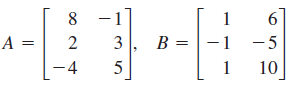 A = [ 8 -1 ; 2 3 ; -4 5 ], B = [ 1 6 ; -1 -5 ; 1 10 ]